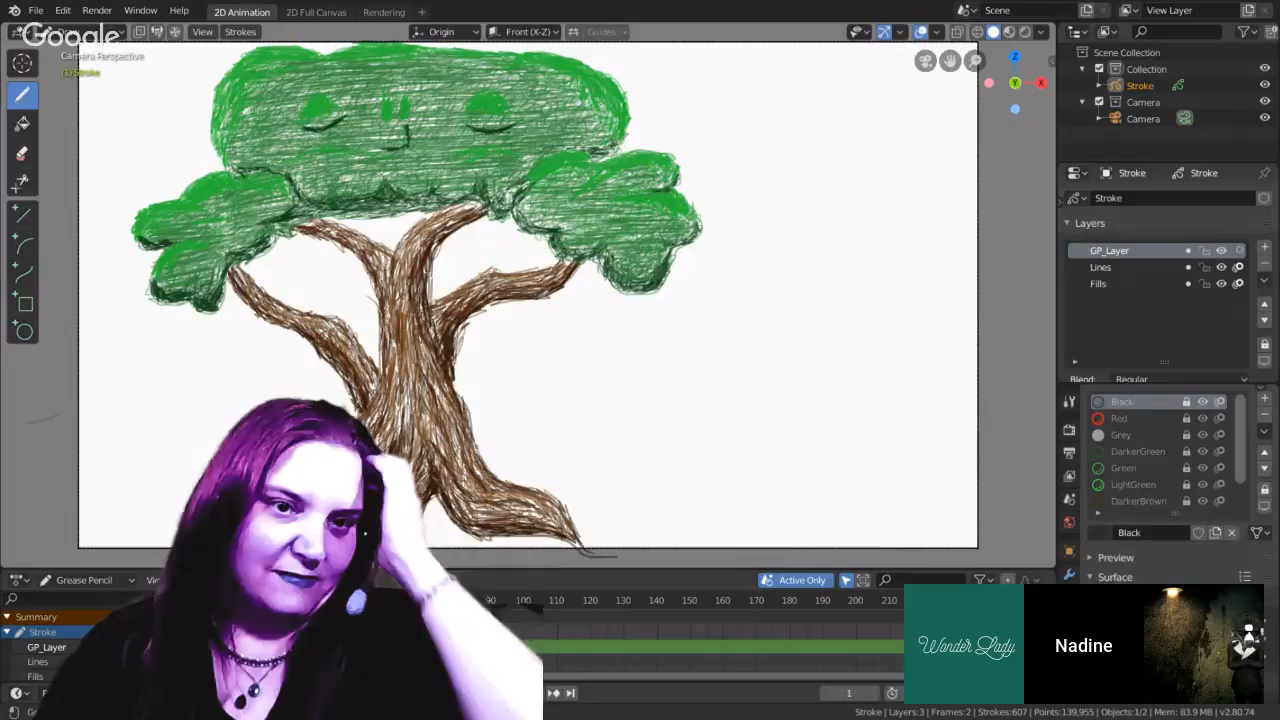 File Edit Render Window Help 2D Animation 2D Full Canvas Rendering + Scene View Layer
Google
View Strokes Origin Front (X-Z) Guides
Camera Perspective
(1) Stroke
Z
Y X
Scene Collection
Collection
Stroke
Camera
Camera
Stroke Stroke
Stroke
Layers
GP_Layer
Lines
Fills
Blend: Regular
Black
Red
Grey
DarkerGreen
Green
LightGreen
DarkerBrown
Black
Preview
Surface
Grease Pencil Active Only
90 100 110 120 130 140 150 160 170 180 190 200 210
Summary
Stroke
GP_Layer
Lines
Fills
1
Wonder Lady
Nadine
Stroke | Layers:3 | Frames:2 | Strokes:607 | Points:139,955 | Objects:1/2 | Mem: 83.9 MB | v2.80.74